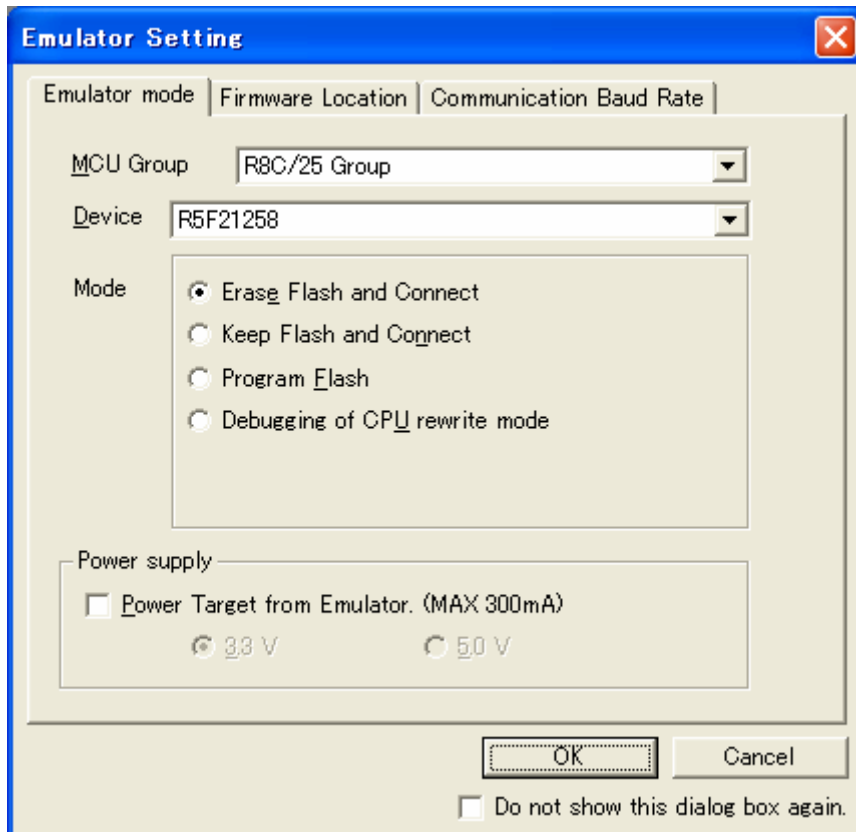 Emulator Setting
Emulator mode
Firmware Location
Communication Baud Rate
MCU Group
R8C/25 Group
Device
R5F21258
Mode
Erase Flash and Connect
Keep Flash and Connect
Program Flash
Debugging of CPU rewrite mode
Power supply
Power Target from Emulator. (MAX 300mA)
3.3 V
5.0 V
OK
Cancel
Do not show this dialog box again.